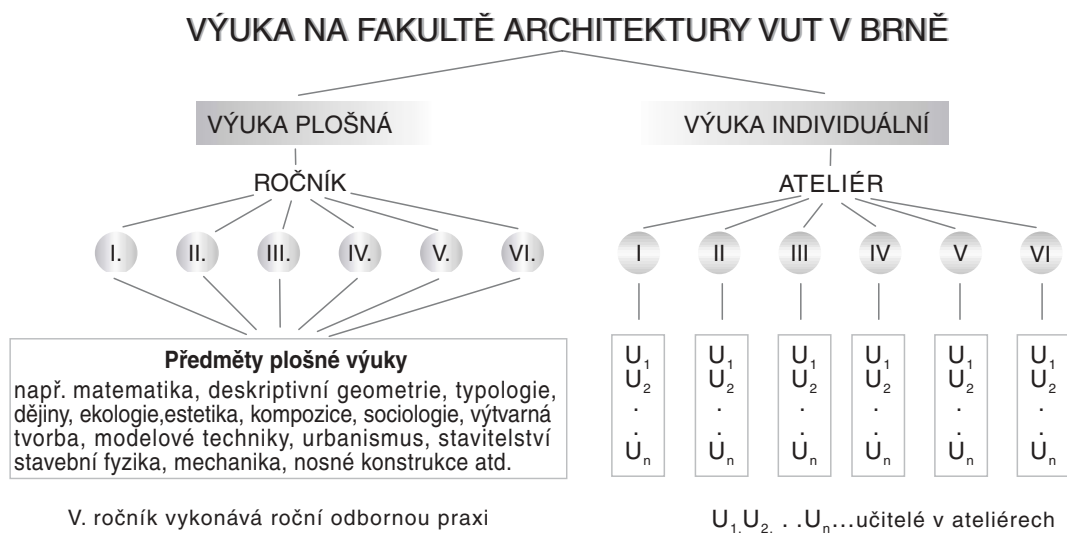 VÝUKA NA FAKULTĚ ARCHITEKTURY VUT V BRNĚ
VÝUKA PLOŠNÁ
VÝUKA INDIVIDUÁLNÍ
ROČNÍK
ATELIÉR
I. II. III. IV. V. VI.
I II III IV V VI
Předměty plošné výuky
např. matematika, deskriptivní geometrie, typologie,
dějiny, ekologie,estetika, kompozice, sociologie, výtvarná
tvorba, modelové techniky, urbanismus, stavitelství
stavební fyzika, mechanika, nosné konstrukce atd.
U₁ U₁ U₁ U₁ U₁ U₁
U₂ U₂ U₂ U₂ U₂ U₂
. . . . . .
. . . . . .
Uₙ Uₙ Uₙ Uₙ Uₙ Uₙ
V. ročník vykonává roční odbornou praxi
U₁,U₂, . .Uₙ...učitelé v ateliérech